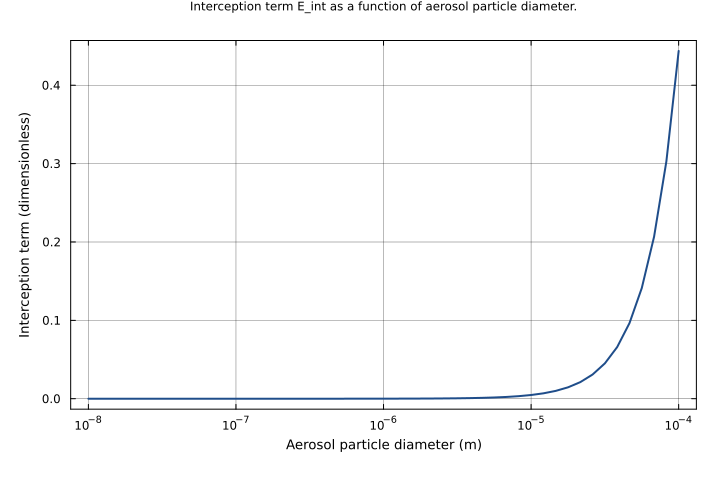 Interception term E_int as a function of aerosol particle diameter.
Interception term (dimensionless)
0.4
0.3
0.2
0.1
0.0
10⁻⁸ 10⁻⁷ 10⁻⁶ 10⁻⁵ 10⁻⁴
Aerosol particle diameter (m)